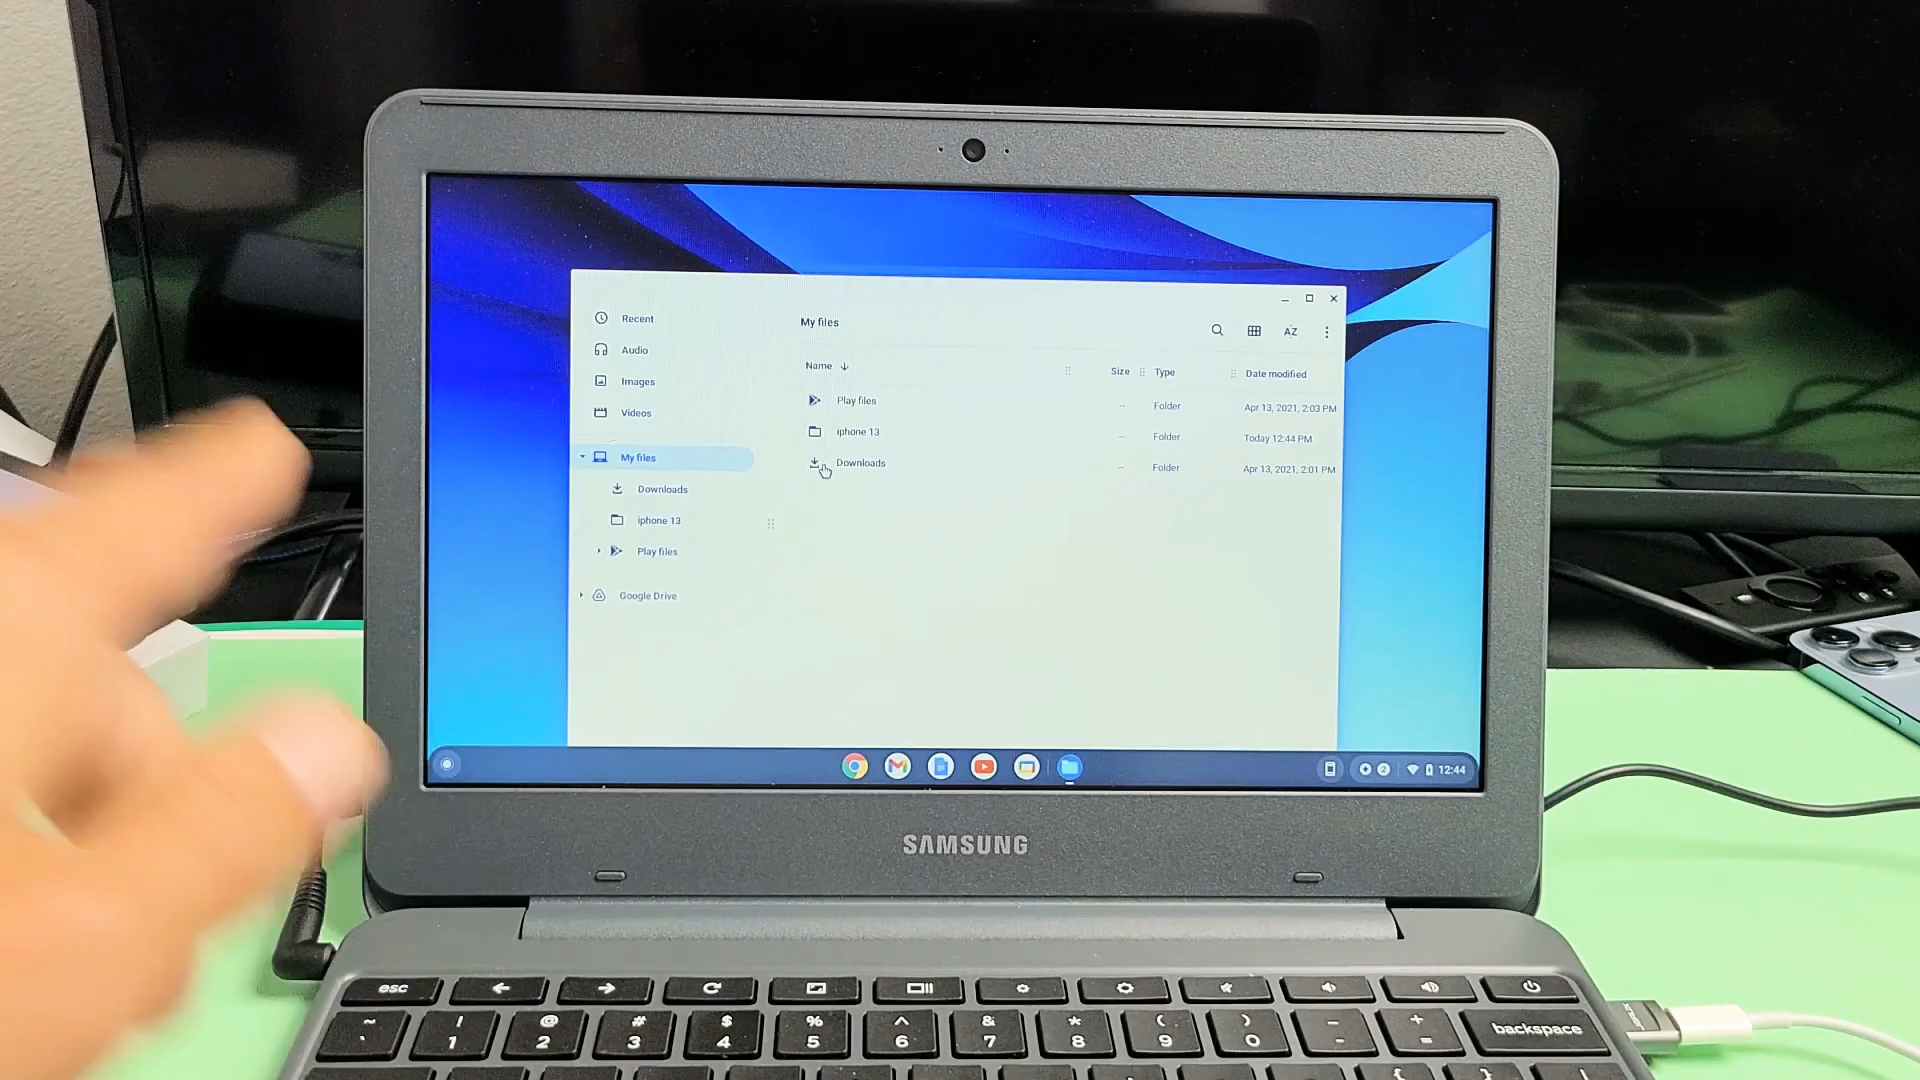 Recent
Audio
Images
Videos
My files
Downloads
iphone 13
Play files
Google Drive
My files
AZ
Name Size Type Date modified
Play files -- Folder Apr 13, 2021, 2:03 PM
iphone 13 -- Folder Today 12:44 PM
Downloads -- Folder Apr 13, 2021, 2:01 PM
2 12:44
SAMSUNG
esc
~ ! @ # $ % ^ & * ( ) _ + backspace
` 1 2 3 4 5 6 7 8 9 0 - =
{ }